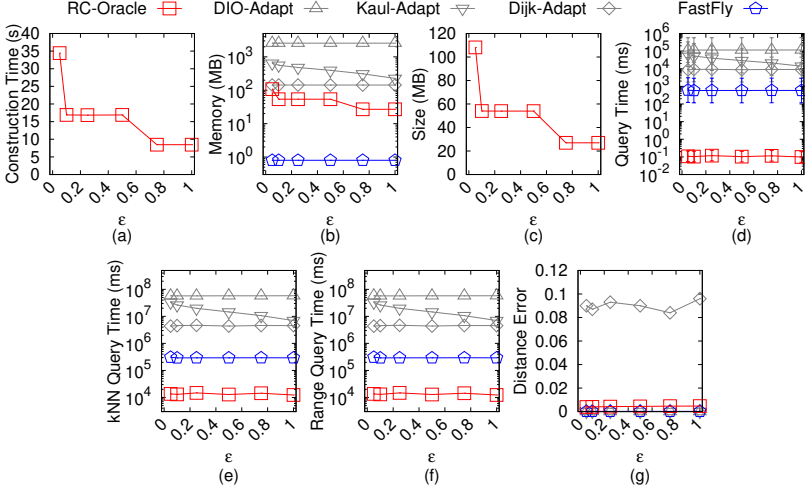 RC-Oracle DIO-Adapt Kaul-Adapt Dijk-Adapt FastFly
Construction Time (s)
40
35
30
25
20
15
10
5
0
0 0.2 0.4 0.6 0.8 1
ε
(a)
Memory (MB)
10^3
10^2
10^1
10^0
0 0.2 0.4 0.6 0.8 1
ε
(b)
Size (MB)
120
100
80
60
40
20
0
0 0.2 0.4 0.6 0.8 1
ε
(c)
Query Time (ms)
10^6
10^5
10^4
10^3
10^2
10^1
10^0
10^-1
10^-2
0 0.2 0.4 0.6 0.8 1
ε
(d)
kNN Query Time (ms)
10^8
10^7
10^6
10^5
10^4
0 0.2 0.4 0.6 0.8 1
ε
(e)
Range Query Time (ms)
10^8
10^7
10^6
10^5
10^4
0 0.2 0.4 0.6 0.8 1
ε
(f)
Distance Error
0.12
0.1
0.08
0.06
0.04
0.02
0
0 0.2 0.4 0.6 0.8 1
ε
(g)